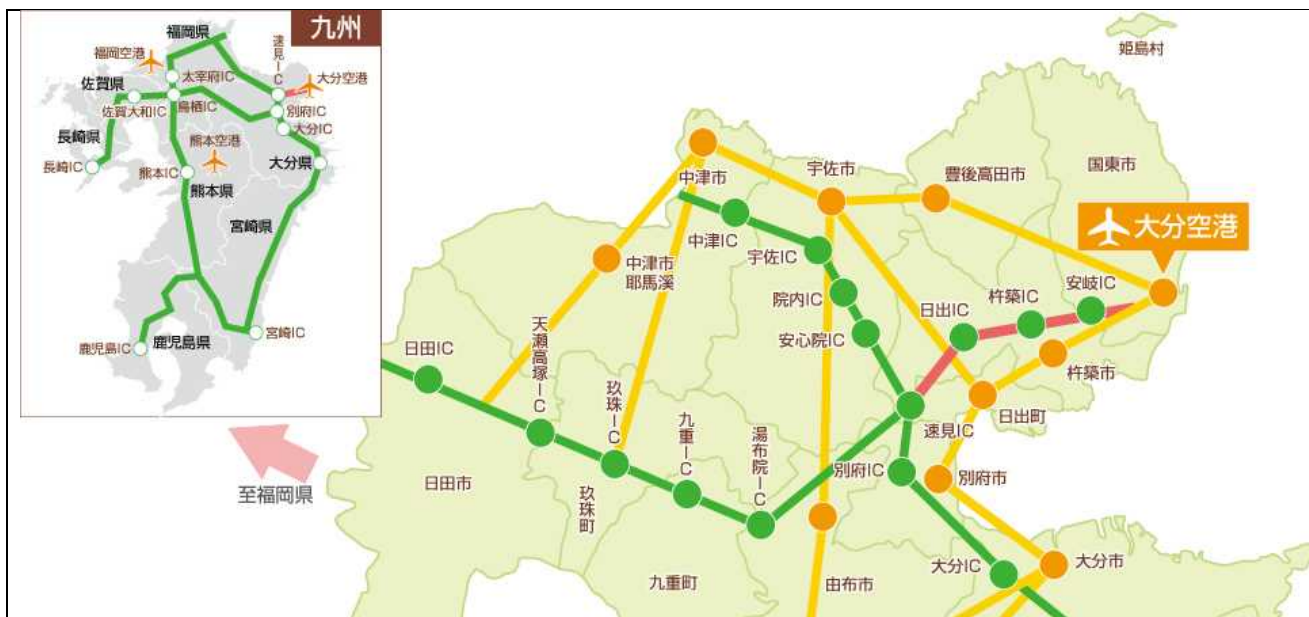 九州
福岡県
福岡空港
速見IC
大分空港
太宰府IC
佐賀県
佐賀大和IC
鳥栖IC
別府IC
大分IC
長崎県
熊本空港
長崎IC
熊本IC
大分県
熊本県
宮崎県
宮崎IC
鹿児島県
鹿児島IC
至福岡県
姫島村
中津市
宇佐市
豊後高田市
国東市
大分空港
中津IC
宇佐IC
中津市
耶馬溪
院内IC
安心院IC
日出IC
杵築IC
安岐IC
日田IC
天瀬高塚IC
玖珠IC
九重IC
湯布院IC
杵築市
日出町
速見IC
別府IC
別府市
日田市
玖珠町
九重町
由布市
大分IC
大分市